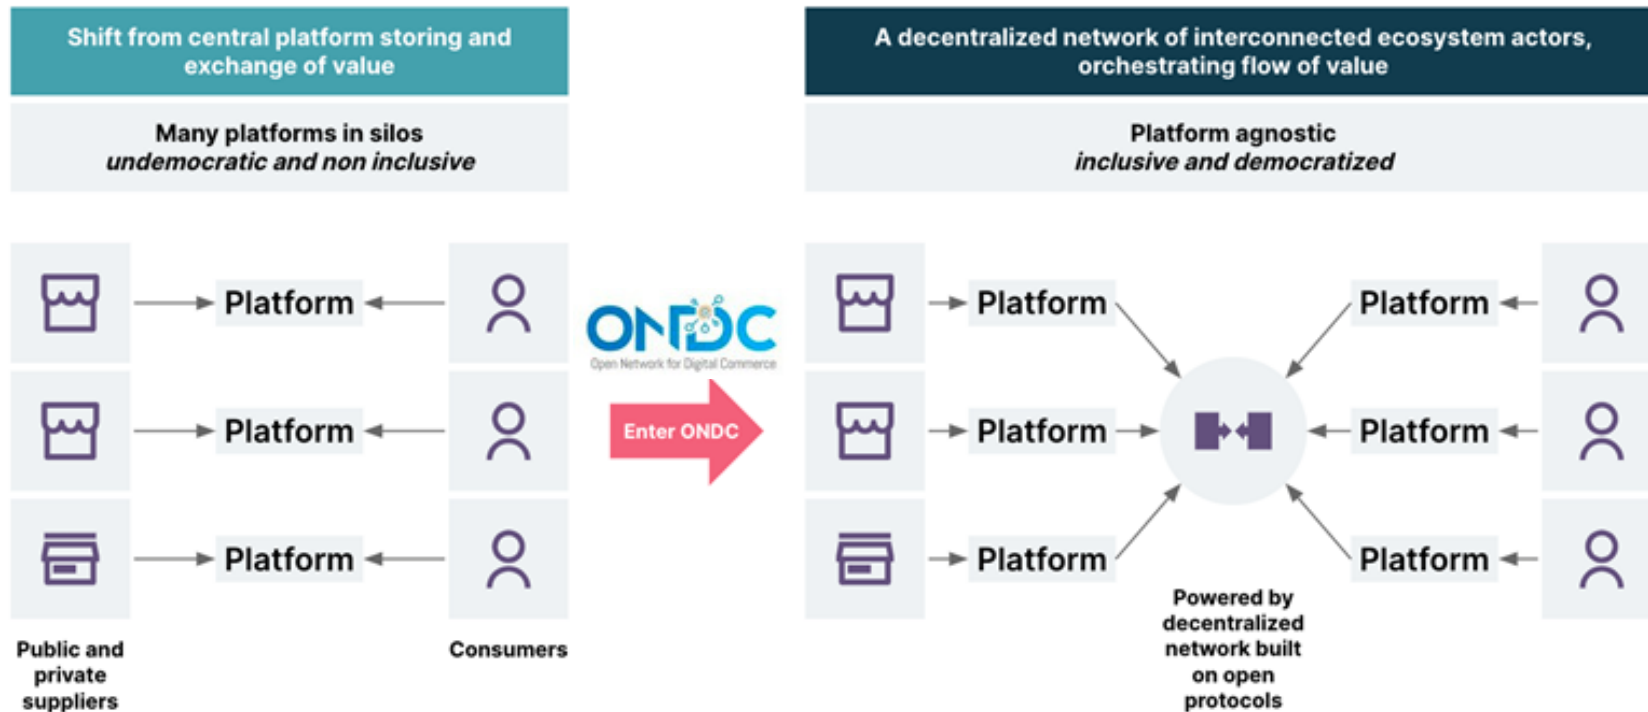 Shift from central platform storing and
exchange of value
Many platforms in silos
undemocratic and non inclusive
Platform
Platform
Platform
Public and
private
suppliers
Consumers
ONDC
Open Network for Digital Commerce
Enter ONDC
A decentralized network of interconnected ecosystem actors,
orchestrating flow of value
Platform agnostic
inclusive and democratized
Platform
Platform
Platform
Platform
Platform
Platform
Powered by
decentralized
network built
on open
protocols